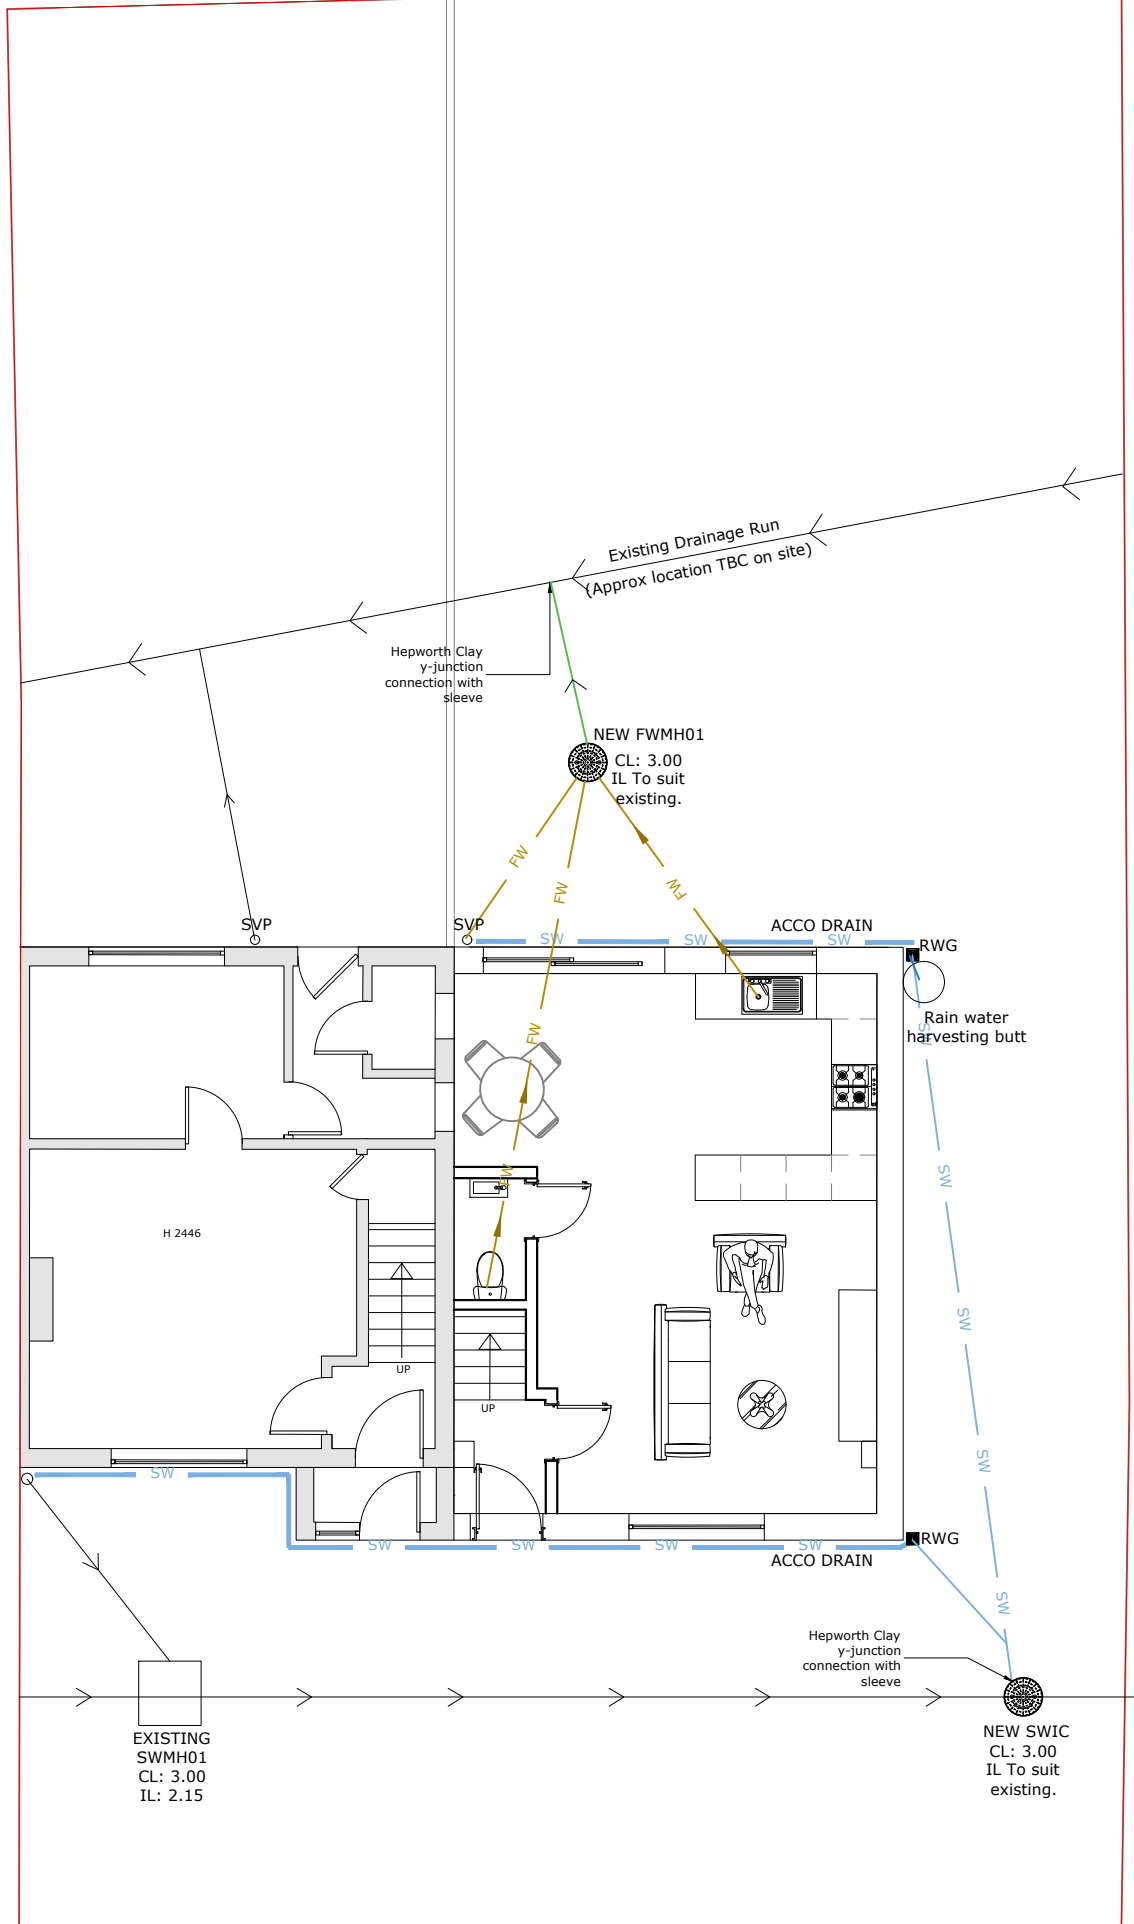 Existing Drainage Run
(Approx location TBC on site)
Hepworth Clay
y-junction
connection with
sleeve
NEW FWMH01
CL: 3.00
IL To suit
existing.
FW
FW
FW
SVP
SVP
ACCO DRAIN
SW
SW
SW
RWG
Rain water
harvesting butt
SW
FW
FW
SW
H 2446
UP
UP
SW
SW
SW
SW
SW
SW
SW
ACCO DRAIN
RWG
SW
Hepworth Clay
y-junction
connection with
sleeve
EXISTING
SWMH01
CL: 3.00
IL: 2.15
NEW SWIC
CL: 3.00
IL To suit
existing.